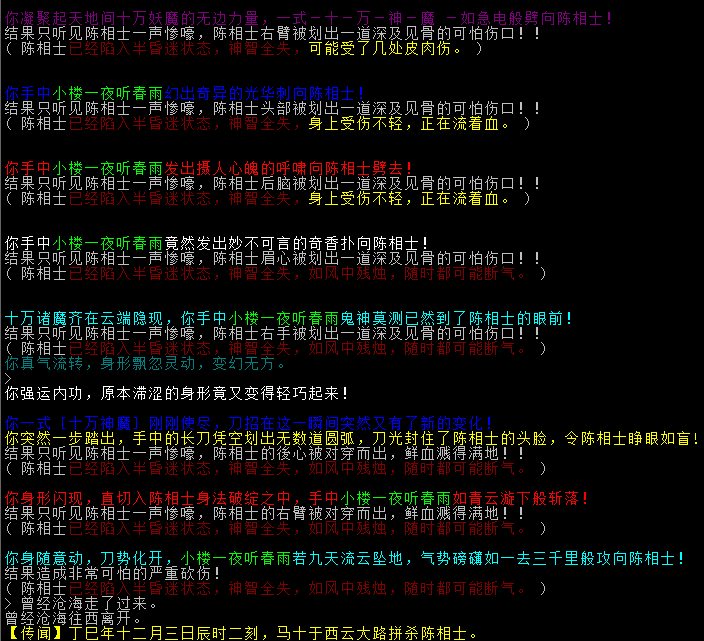 你凝聚起天地间十万妖魔的无边力量，一式－十－万－神－魔 －如急电般劈向陈相士！
结果只听见陈相士一声惨嚎，陈相士右臂被划出一道深及见骨的可怕伤口！！
( 陈相士已经陷入半昏迷状态，神智全失，可能受了几处皮肉伤。 )
你手中小楼一夜听春雨幻出奇异的光华刺向陈相士！
结果只听见陈相士一声惨嚎，陈相士头部被划出一道深及见骨的可怕伤口！！
( 陈相士已经陷入半昏迷状态，神智全失，身上受伤不轻，正在流着血。 )
你手中小楼一夜听春雨发出摄人心魄的呼啸向陈相士劈去！
结果只听见陈相士一声惨嚎，陈相士后脑被划出一道深及见骨的可怕伤口！！
( 陈相士已经陷入半昏迷状态，神智全失，身上受伤不轻，正在流着血。 )
你手中小楼一夜听春雨竟然发出妙不可言的奇香扑向陈相士！
结果只听见陈相士一声惨嚎，陈相士眉心被划出一道深及见骨的可怕伤口！！
( 陈相士已经陷入半昏迷状态，神智全失，如风中残烛，随时都可能断气。 )
十万诸魔齐在云端隐现，你手中小楼一夜听春雨鬼神莫测已然到了陈相士的眼前！
结果只听见陈相士一声惨嚎，陈相士右手被划出一道深及见骨的可怕伤口！！
( 陈相士已经陷入半昏迷状态，神智全失，如风中残烛，随时都可能断气。 )
你真气流转，身形飘忽灵动，变幻无方。
>
你强运内功，原本滞涩的身形竟又变得轻巧起来！
你一式〖十万神魔〗刚刚使尽，刀招在这一瞬间突然又有了新的变化！
你突然一步踏出，手中的长刀凭空划出无数道圆弧，刀光封住了陈相士的头脸，令陈相士睁眼如盲！
结果只听见陈相士一声惨嚎，陈相士的後心被对穿而出，鲜血溅得满地！！
( 陈相士已经陷入半昏迷状态，神智全失，如风中残烛，随时都可能断气。 )
你身形闪现，直切入陈相士身法破绽之中，手中小楼一夜听春雨如青云漩下般斩落！
结果只听见陈相士一声惨嚎，陈相士的右臂被对穿而出，鲜血溅得满地！！
( 陈相士已经陷入半昏迷状态，神智全失，如风中残烛，随时都可能断气。 )
你身随意动，刀势化开，小楼一夜听春雨若九天流云坠地，气势磅礴如一去三千里般攻向陈相士！
结果造成非常可怕的严重砍伤！
( 陈相士已经陷入半昏迷状态，神智全失，如风中残烛，随时都可能断气。 )
> 曾经沧海走了过来。
曾经沧海往西离开。
【传闻】丁巳年十二月三日辰时二刻，马十于西云大路拼杀陈相士。